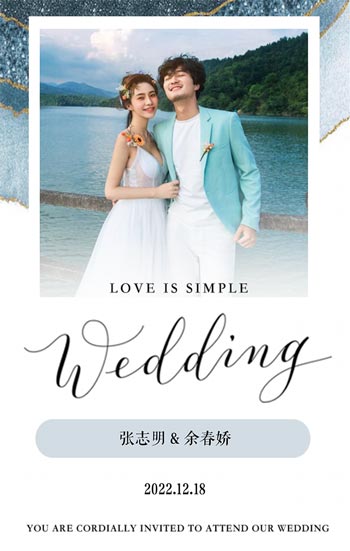 LOVE IS SIMPLE
Wedding
张志明 & 余春娇
2022.12.18
YOU ARE CORDIALLY INVITED TO ATTEND OUR WEDDING